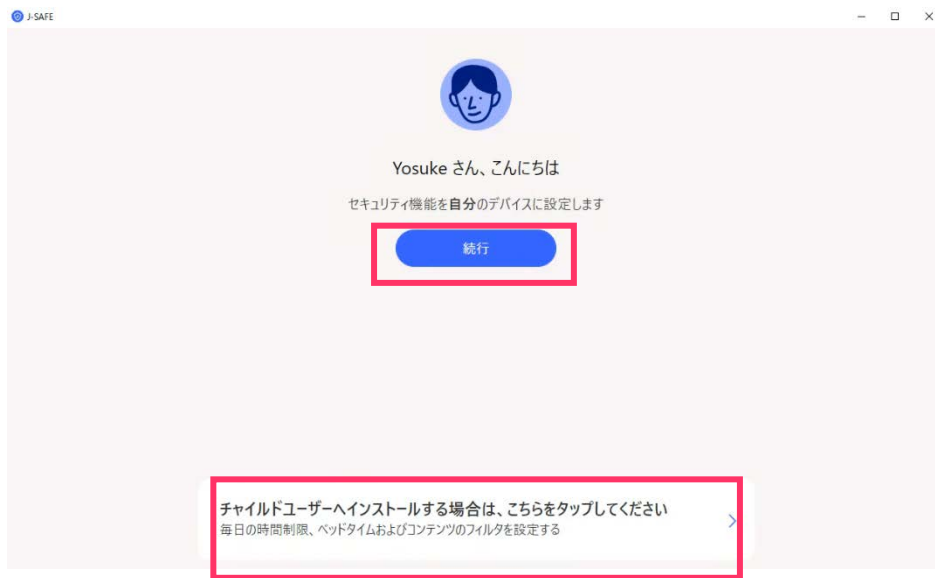 J-SAFE
Yosuke さん、こんにちは
セキュリティ機能を自分のデバイスに設定します
続行
チャイルドユーザーへインストールする場合は、こちらをタップしてください
毎日の時間制限、ベッドタイムおよびコンテンツのフィルタを設定する